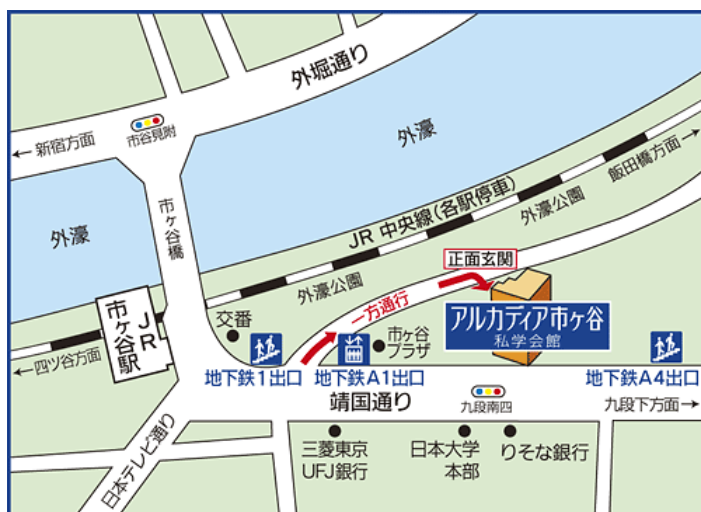 外堀通り
←新宿方面
市谷見附
外濠
飯田橋方面→
外濠
市ヶ谷橋
JR 中央線（各駅停車）
外濠公園
外濠公園
正面玄関
JR
市ヶ谷駅
交番
一方通行
アルカディア市ヶ谷
私学会館
市ヶ谷
プラザ
←四ツ谷方面
地下鉄1出口
地下鉄A1出口
地下鉄A4出口
靖国通り
九段南四
九段下方面→
日本テレビ通り
三菱東京
UFJ銀行
日本大学
本部
りそな銀行